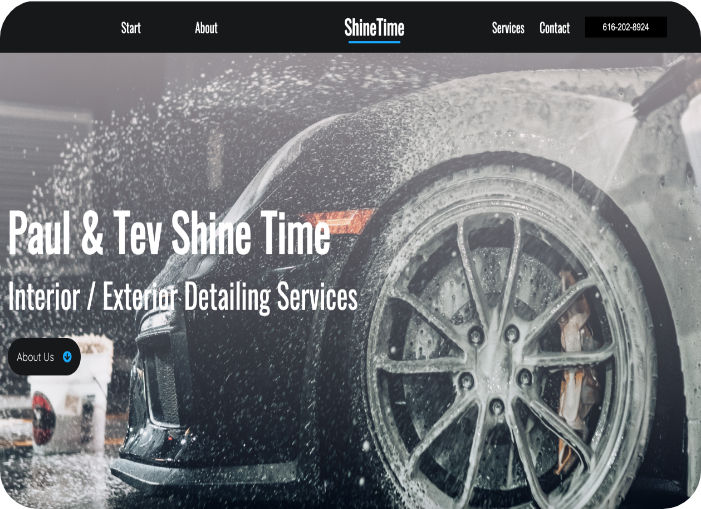 Start
About
ShineTime
Services
Contact
616-202-8924
Paul & Tev Shine Time
Interior / Exterior Detailing Services
About Us